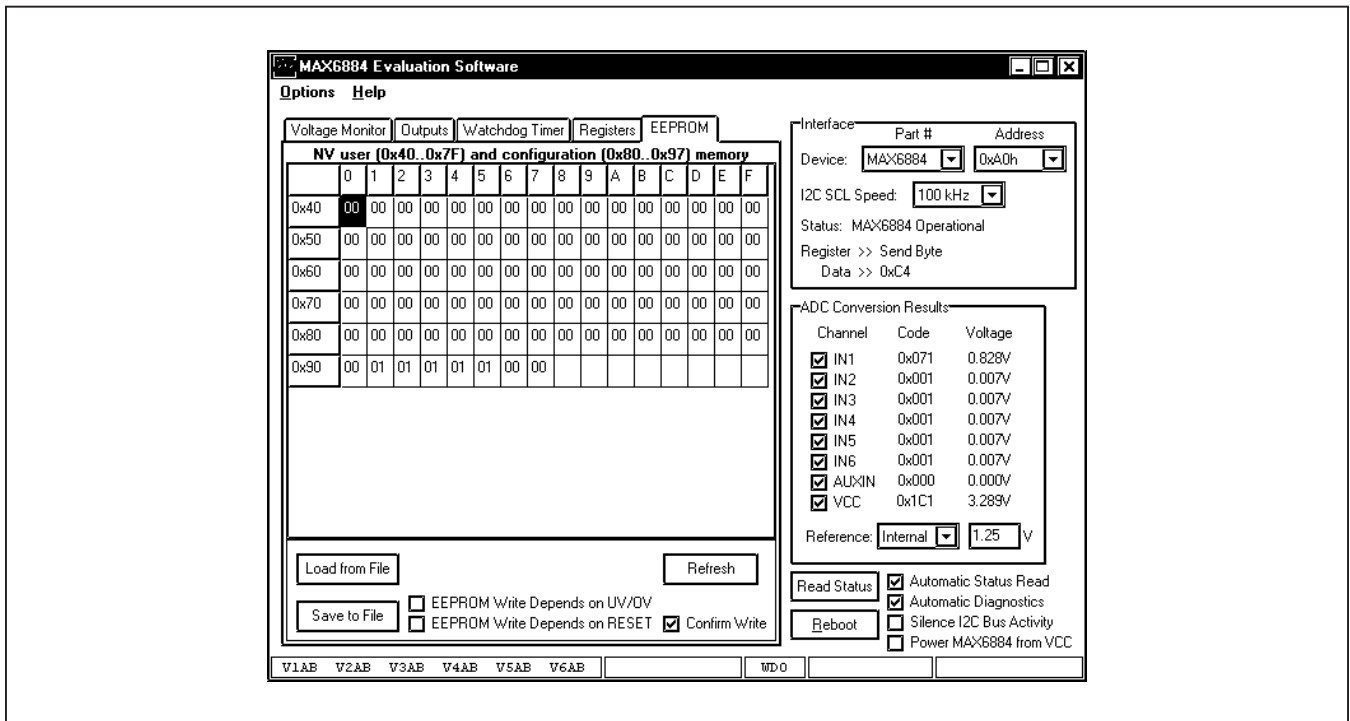 MAX6884 Evaluation Software
Options Help
Voltage Monitor Outputs Watchdog Timer Registers EEPROM
NV user (0x40..0x7F) and configuration (0x80..0x97) memory
0 1 2 3 4 5 6 7 8 9 A B C D E F
0x40 00 00 00 00 00 00 00 00 00 00 00 00 00 00 00 00
0x50 00 00 00 00 00 00 00 00 00 00 00 00 00 00 00 00
0x60 00 00 00 00 00 00 00 00 00 00 00 00 00 00 00 00
0x70 00 00 00 00 00 00 00 00 00 00 00 00 00 00 00 00
0x80 00 00 00 00 00 00 00 00 00 00 00 00 00 00 00 00
0x90 00 01 01 01 01 01 00 00
Load from File
Refresh
Save to File
EEPROM Write Depends on UV/OV
EEPROM Write Depends on RESET
Confirm Write
Interface
Part # Address
Device: MAX6884 0xA0h
I2C SCL Speed: 100 kHz
Status: MAX6884 Operational
Register >> Send Byte
Data >> 0xC4
ADC Conversion Results
Channel Code Voltage
IN1 0x071 0.828V
IN2 0x001 0.007V
IN3 0x001 0.007V
IN4 0x001 0.007V
IN5 0x001 0.007V
IN6 0x001 0.007V
AUXIN 0x000 0.000V
VCC 0x1C1 3.289V
Reference: Internal 1.25 V
Read Status
Automatic Status Read
Automatic Diagnostics
Reboot
Silence I2C Bus Activity
Power MAX6884 from VCC
V1AB V2AB V3AB V4AB V5AB V6AB WDO